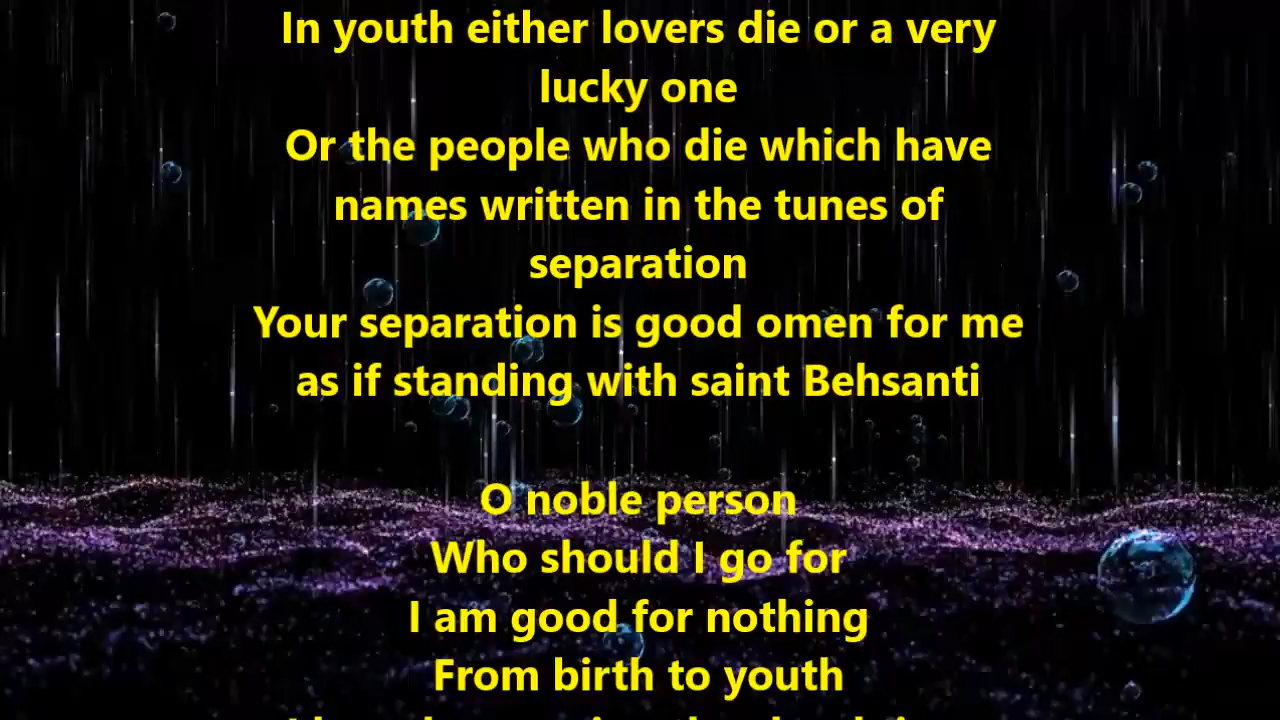 In youth either lovers die or a very
lucky one
Or the people who die which have
names written in the tunes of
separation
Your separation is good omen for me
as if standing with saint Behsanti
O noble person
Who should I go for
I am good for nothing
From birth to youth